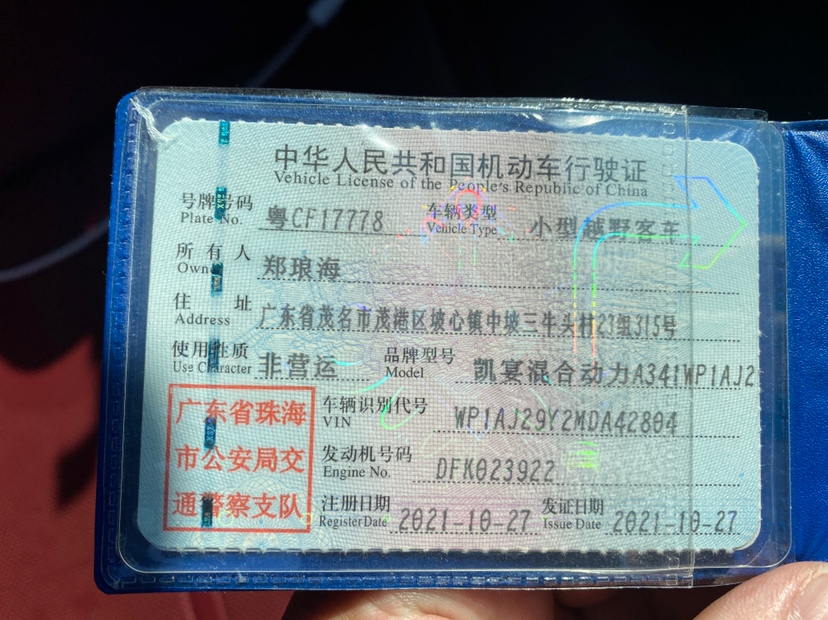 中华人民共和国机动车行驶证
Vehicle License of the People's Republic of China
号牌号码 粤CF17778 车辆类型 小型越野客车
Plate No. Vehicle Type
所有人 郑琅海
Owner
住址 广东省茂名市茂港区坡心镇中坡三牛头村23组315号
Address
使用性质 非营运 品牌型号 凯宴混合动力A341WP1AJ2
Use Character Model
广东省珠海
市公安局交
通警察支队
车辆识别代号 WP1AJ29Y2MDA42804
VIN
发动机号码 DFK023922
Engine No.
注册日期 2021-10-27 发证日期 2021-10-27
Register Date Issue Date